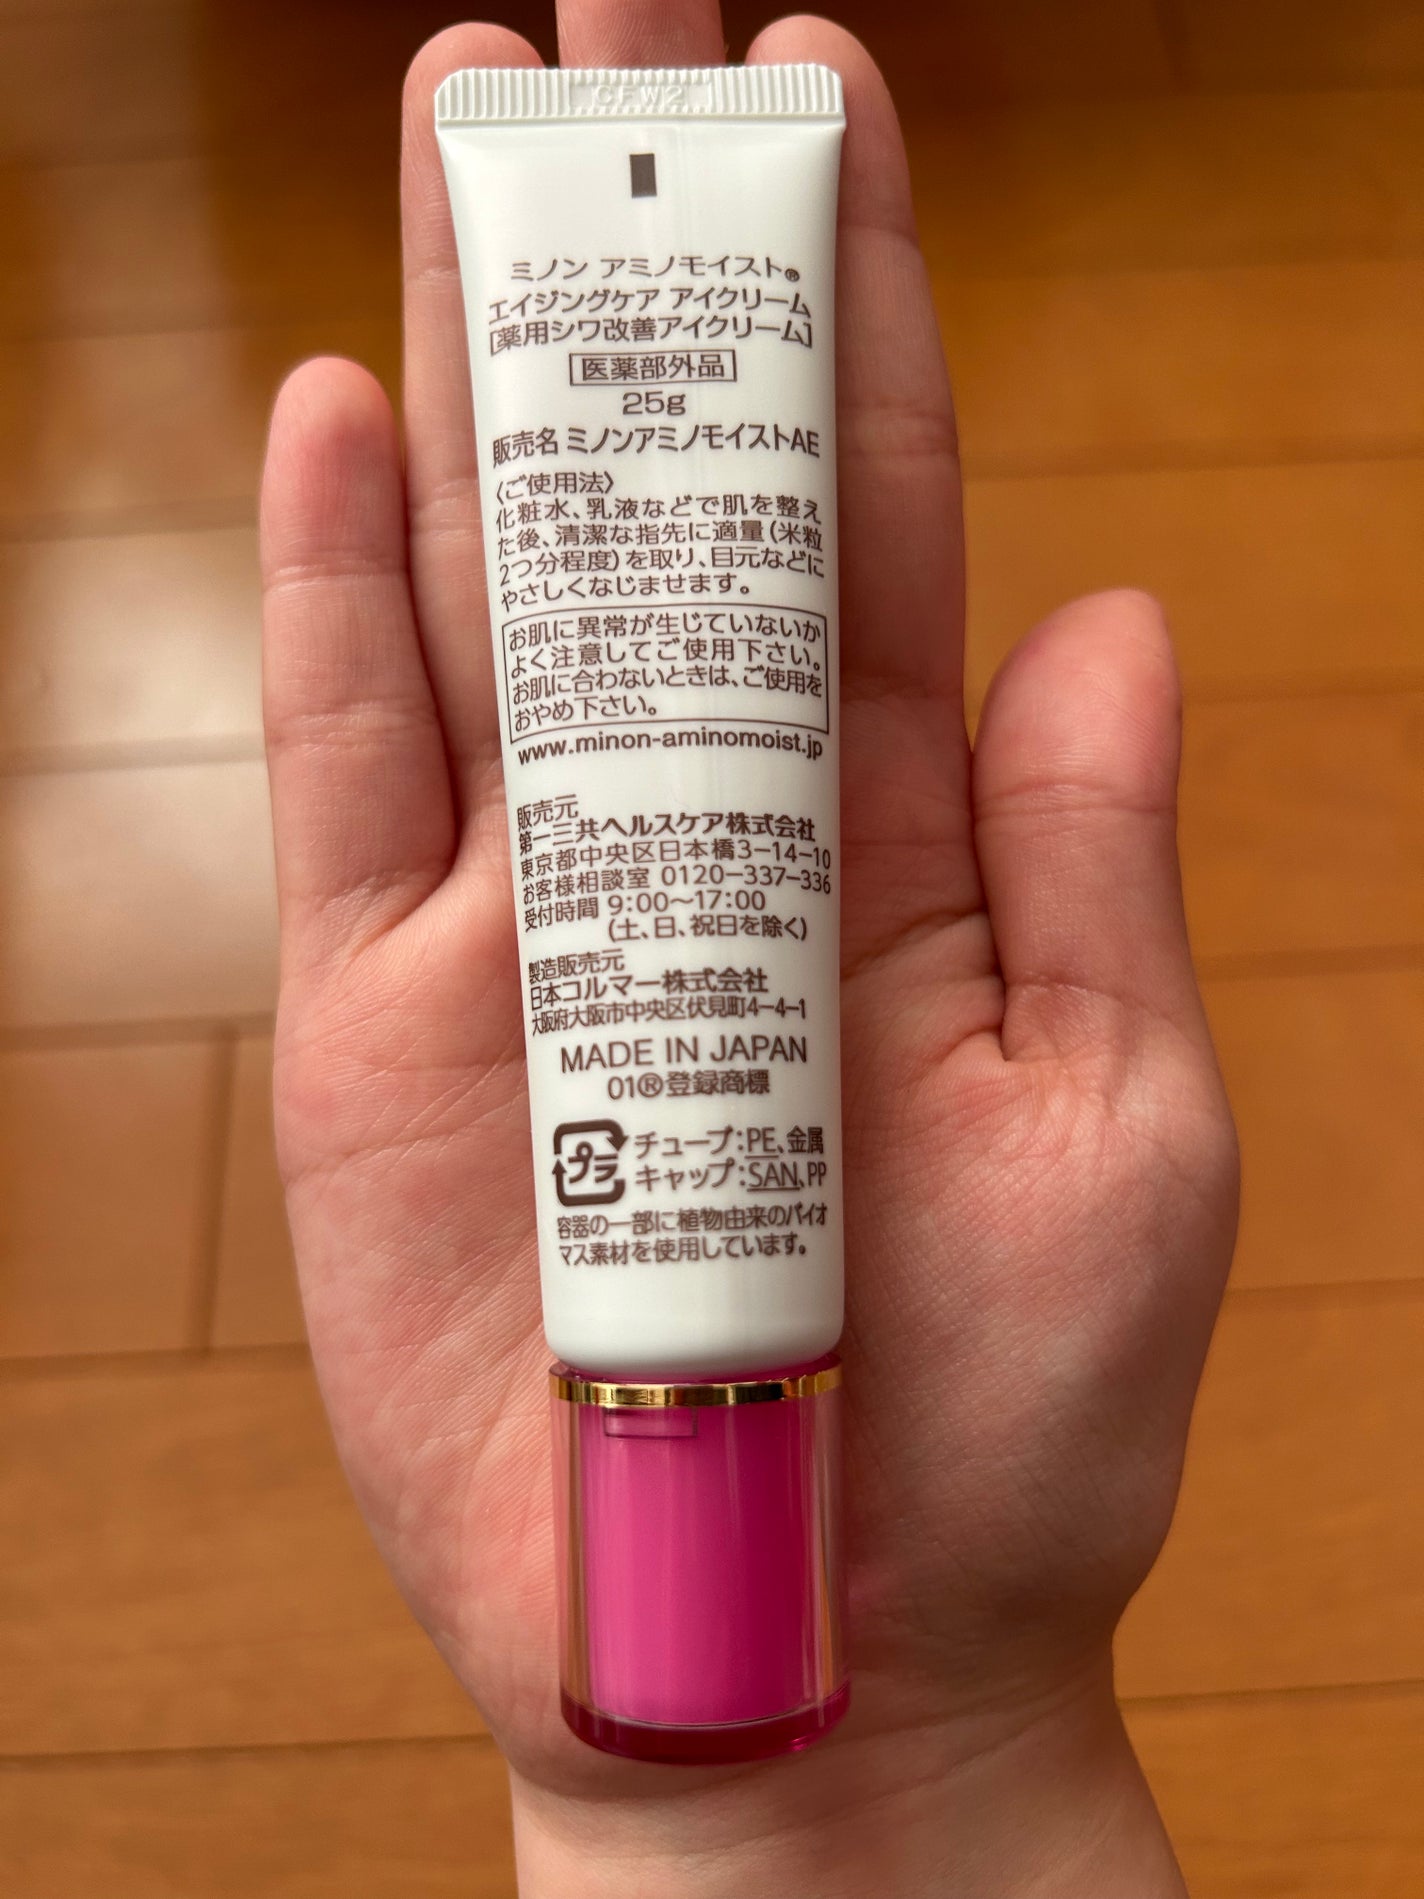 CFW2
ミノン アミノモイスト®
エイジングケア アイクリーム
[薬用シワ改善アイクリーム]
医薬部外品
25g
販売名 ミノンアミノモイストAE
〈ご使用法〉
化粧水、乳液などで肌を整え
た後、清潔な指先に適量(米粒
2つ分程度)を取り、目元などに
やさしくなじませます。
お肌に異常が生じていないか
よく注意してご使用下さい。
お肌に合わないときは、ご使用を
おやめ下さい。
www.minon-aminomoist.jp
販売元
第一三共ヘルスケア株式会社
東京都中央区日本橋3−14−10
お客様相談室 0120−337−336
受付時間 9:00〜17:00
(土、日、祝日を除く)
製造販売元
日本コルマー株式会社
大阪府大阪市中央区伏見町4−4−1
MADE IN JAPAN
01®登録商標
プラ チューブ:PE、金属
キャップ:SAN、PP
容器の一部に植物由来のバイオ
マス素材を使用しています。